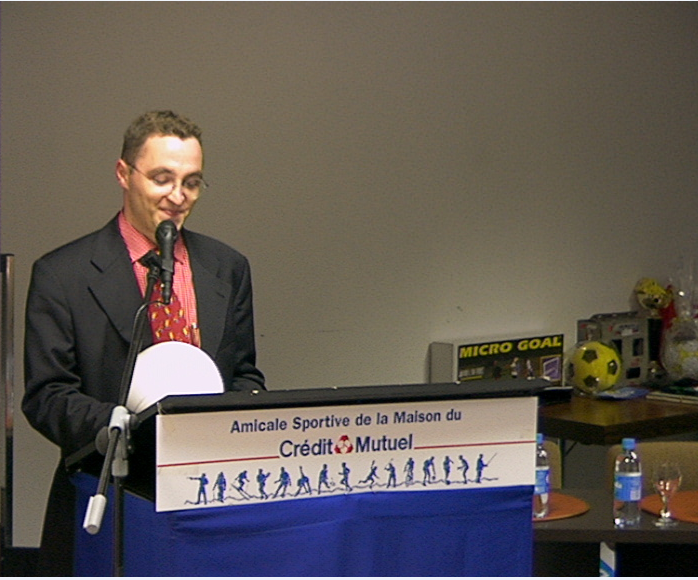 MICRO GOAL
Amicale Sportive de la Maison du
Crédit Mutuel